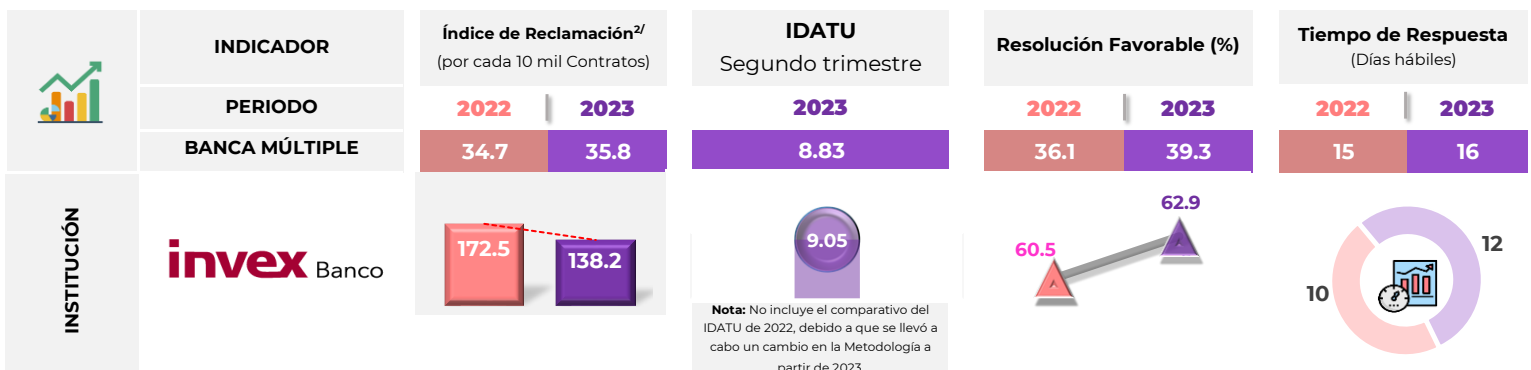 INDICADOR
Índice de Reclamación2/
(por cada 10 mil Contratos)
IDATU
Segundo trimestre
Resolución Favorable (%)
Tiempo de Respuesta
(Días hábiles)
PERIODO
2022 2023
2023
2022 2023
2022 2023
BANCA MÚLTIPLE
34.7 35.8
8.83
36.1 39.3
15 16
INSTITUCIÓN
invex Banco
172.5
138.2
9.05
Nota: No incluye el comparativo del
IDATU de 2022, debido a que se llevó a
cabo un cambio en la Metodología a
partir de 2023
60.5
62.9
10
12